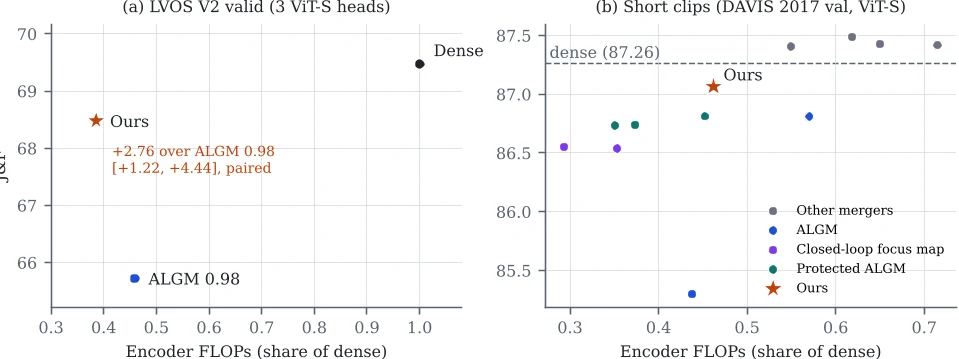 (a) LVOS V2 valid (3 ViT-S heads)
70
69
68
67
66
J&F
Dense
Ours
+2.76 over ALGM 0.98
[+1.22, +4.44], paired
ALGM 0.98
0.3 0.4 0.5 0.6 0.7 0.8 0.9 1.0
Encoder FLOPs (share of dense)
(b) Short clips (DAVIS 2017 val, ViT-S)
87.5
87.0
86.5
86.0
85.5
dense (87.26)
Ours
Other mergers
ALGM
Closed-loop focus map
Protected ALGM
Ours
0.3 0.4 0.5 0.6 0.7
Encoder FLOPs (share of dense)